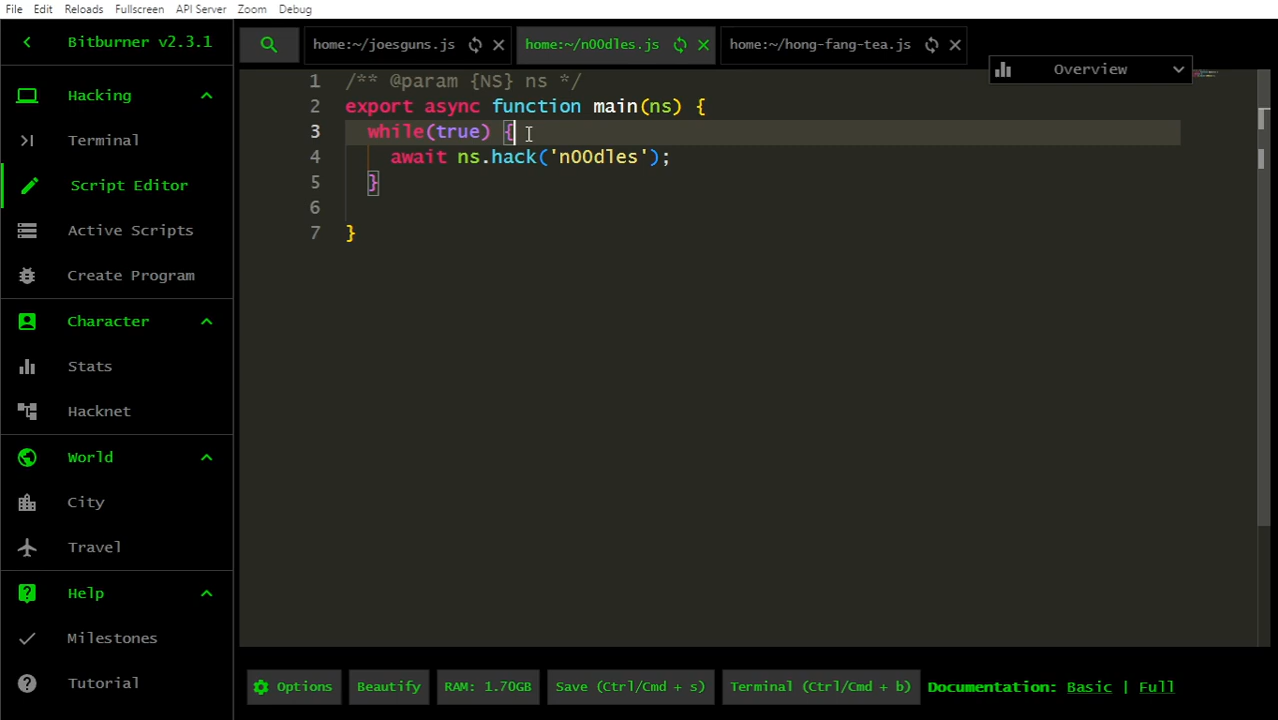 File Edit Reloads Fullscreen API Server Zoom Debug
Bitburner v2.3.1
Hacking
Terminal
Script Editor
Active Scripts
Create Program
Character
Stats
Hacknet
World
City
Travel
Help
Milestones
Tutorial
home:~/joesguns.js home:~/n00dles.js home:~/hong-fang-tea.js
Overview
1 /** @param {NS} ns */
2 export async function main(ns) {
3 while(true) {
4 await ns.hack('n00dles');
5 }
6
7 }
Options Beautify RAM: 1.70GB Save (Ctrl/Cmd + s) Terminal (Ctrl/Cmd + b) Documentation: Basic | Full